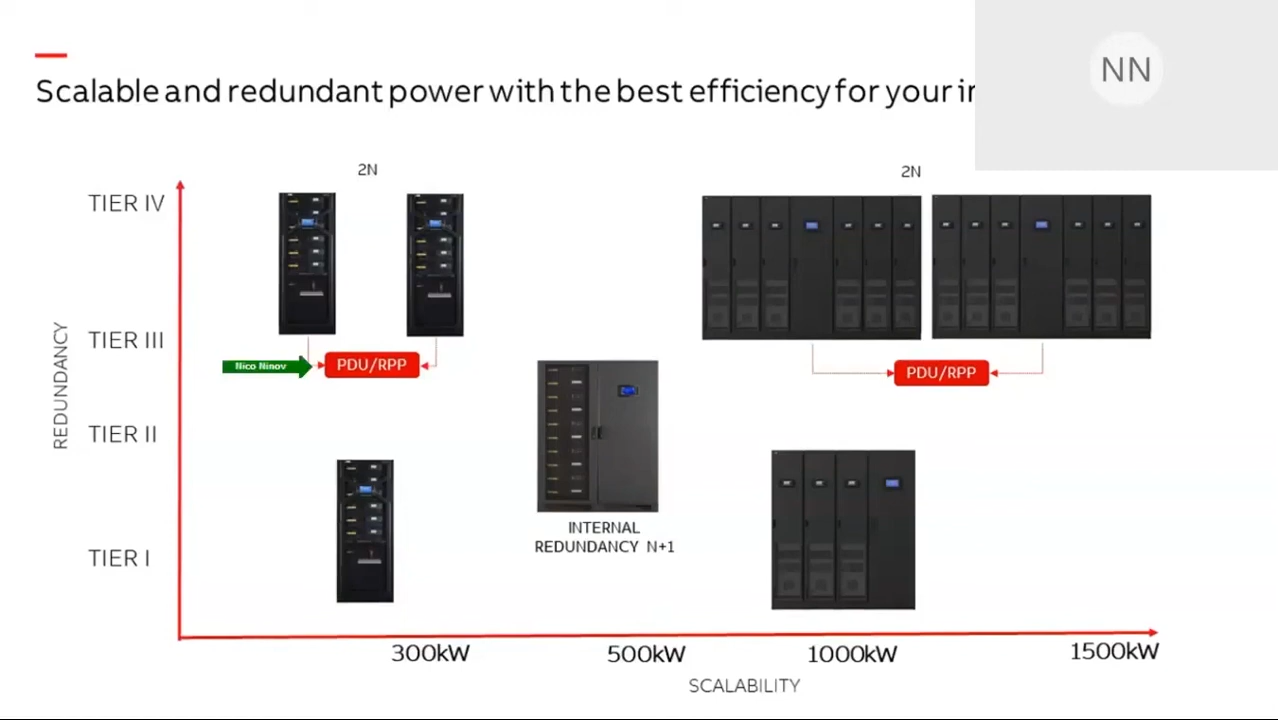 Scalable and redundant power with the best efficiency for your
NN
2N
2N
TIER IV
TIER III
TIER II
TIER I
REDUNDANCY
Nico Ninov
PDU/RPP
PDU/RPP
INTERNAL
REDUNDANCY N+1
300kW
500kW
1000kW
1500kW
SCALABILITY